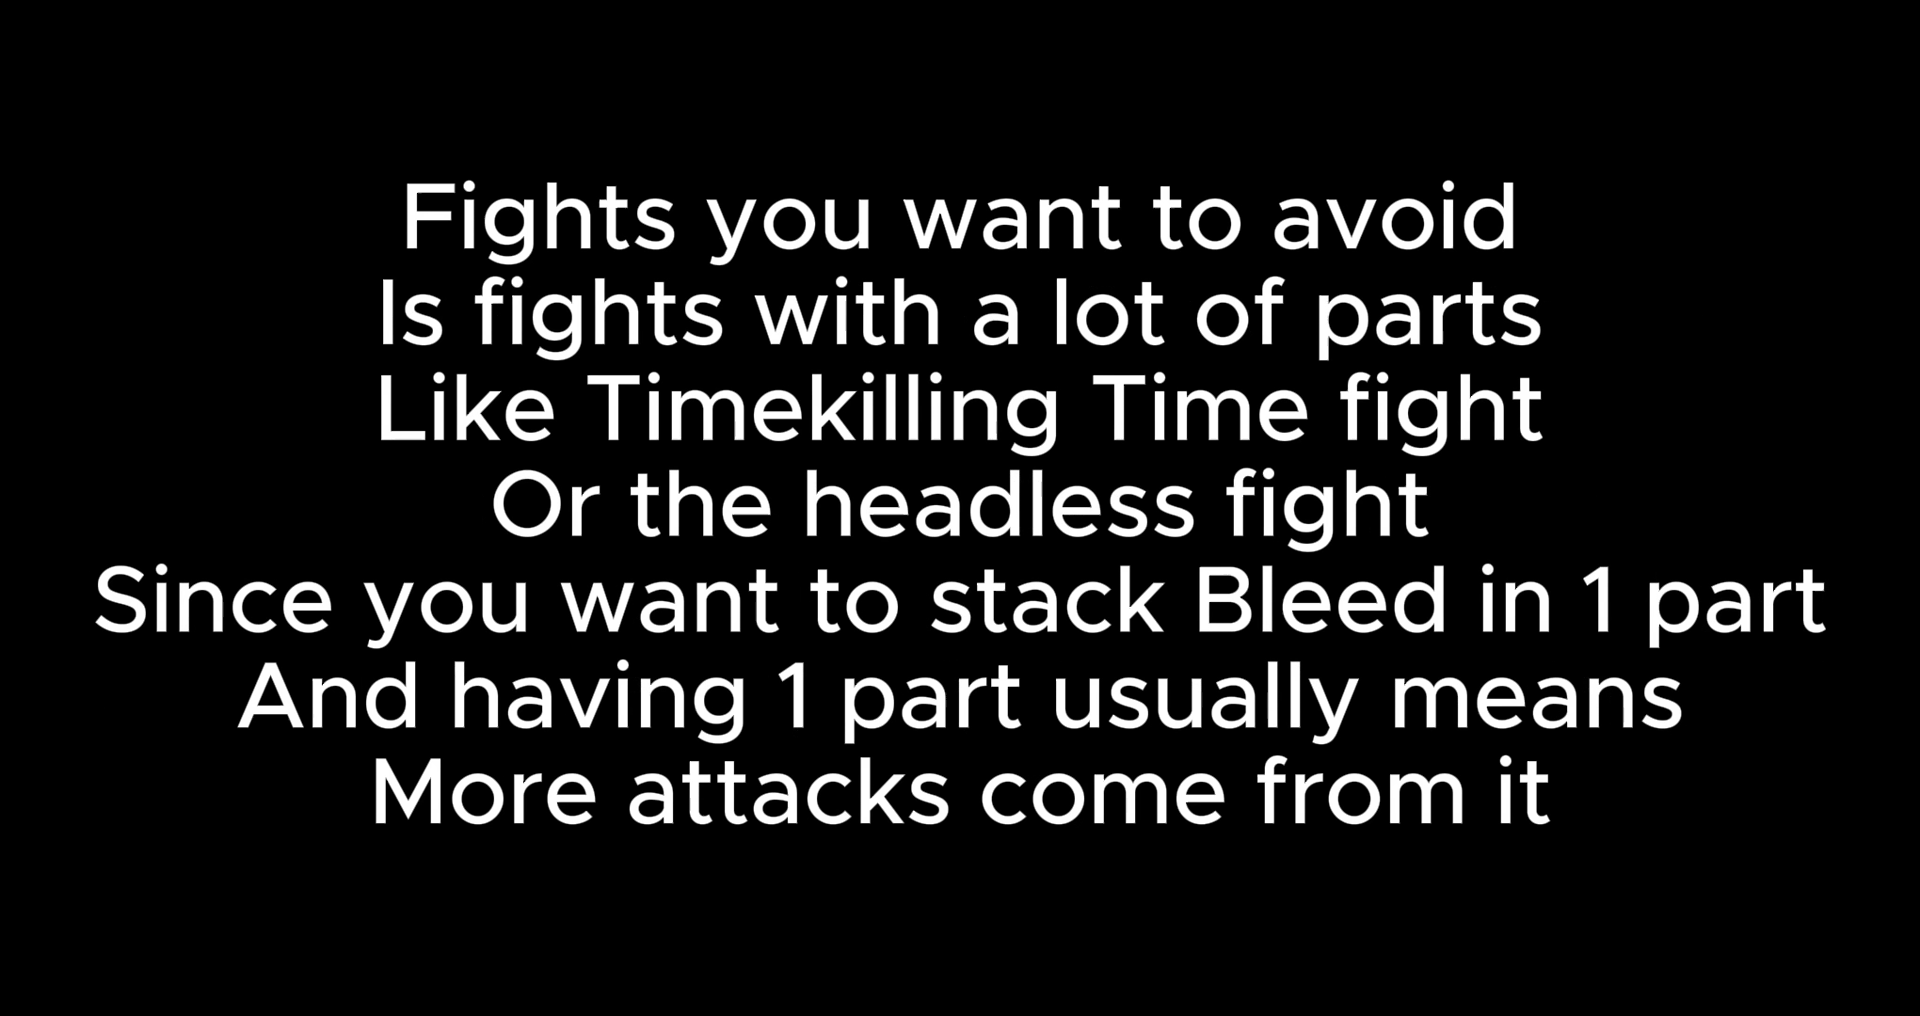 Fights you want to avoid
Is fights with a lot of parts
Like Timekilling Time fight
Or the headless fight
Since you want to stack Bleed in 1 part
And having 1 part usually means
More attacks come from it